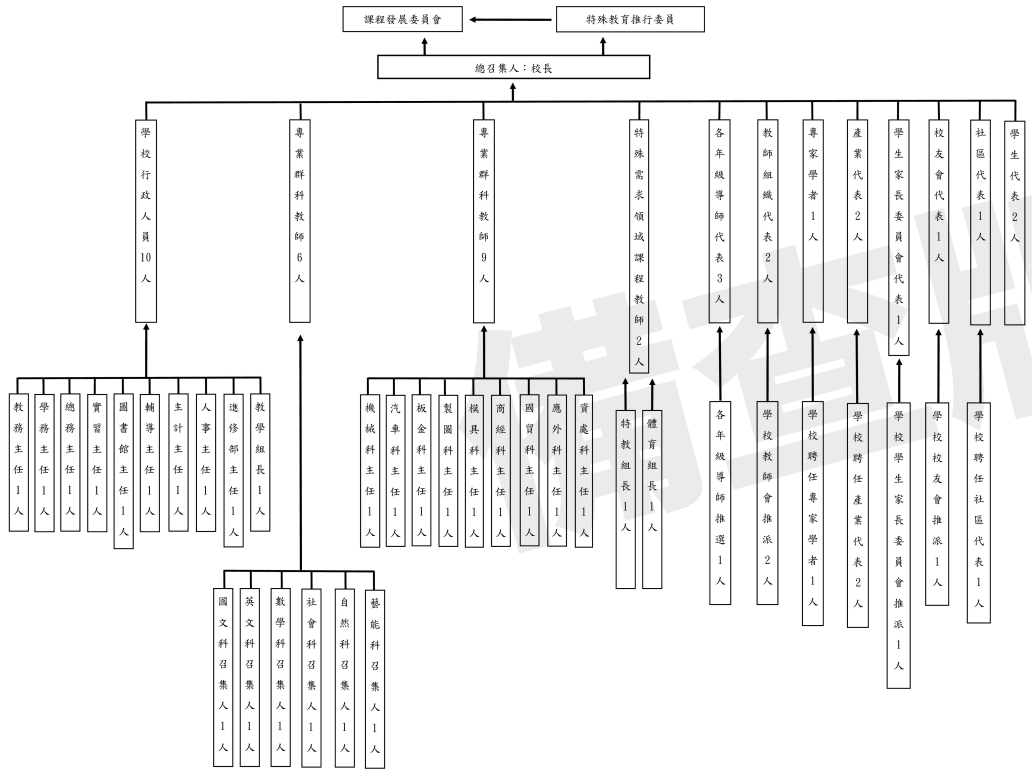 課程發展委員會
特殊教育推行委員
總召集人：校長
學校行政人員10人
專業群科教師6人
專業群科教師9人
特殊需求領域課程教師2人
各年級導師代表3人
教師組織代表2人
專家學者1人
產業代表2人
學生家長委員會代表1人
校友會代表1人
社區代表1人
學生代表2人
教務主任1人
學務主任1人
總務主任1人
實習主任1人
圖書館主任1人
輔導主任1人
主計主任1人
人事主任1人
進修部主任1人
教學組長1人
機械科主任1人
汽車科主任1人
板金科主任1人
製圖科主任1人
模具科主任1人
商經科主任1人
國貿科主任1人
應外科主任1人
資處科主任1人
特教組長1人
體育組長1人
各年級導師推選1人
學校教師會推派2人
學校聘任專家學者1人
學校聘任產業代表2人
學校學生家長委員會推派1人
學校校友會推派1人
學校聘任社區代表1人
國文科召集人1人
英文科召集人1人
數學科召集人1人
社會科召集人1人
自然科召集人1人
藝能科召集人1人
備查版